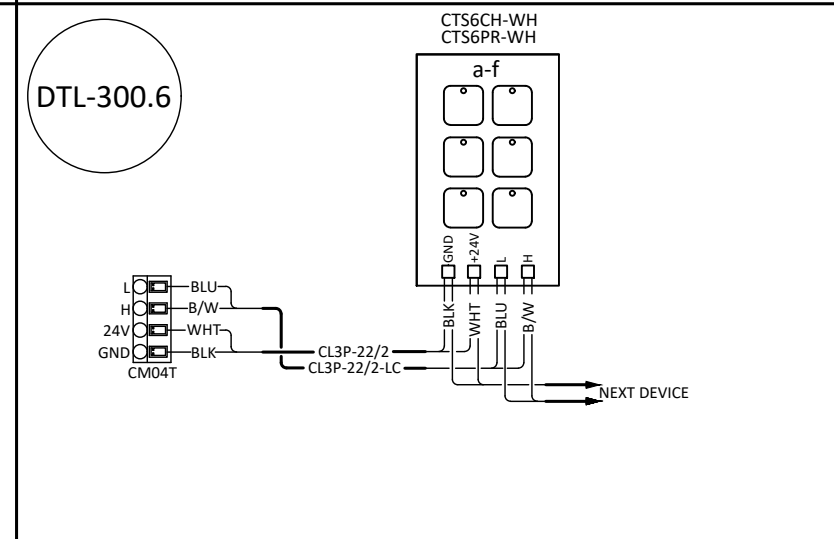 CTS6CH-WH
CTS6PR-WH
DTL-300.6
a-f
GND
+24V
L
H
BLK
WHT
BLU
B/W
L
BLU
H
B/W
24V
WHT
GND
BLK
CM04T
CL3P-22/2
CL3P-22/2-LC
NEXT DEVICE